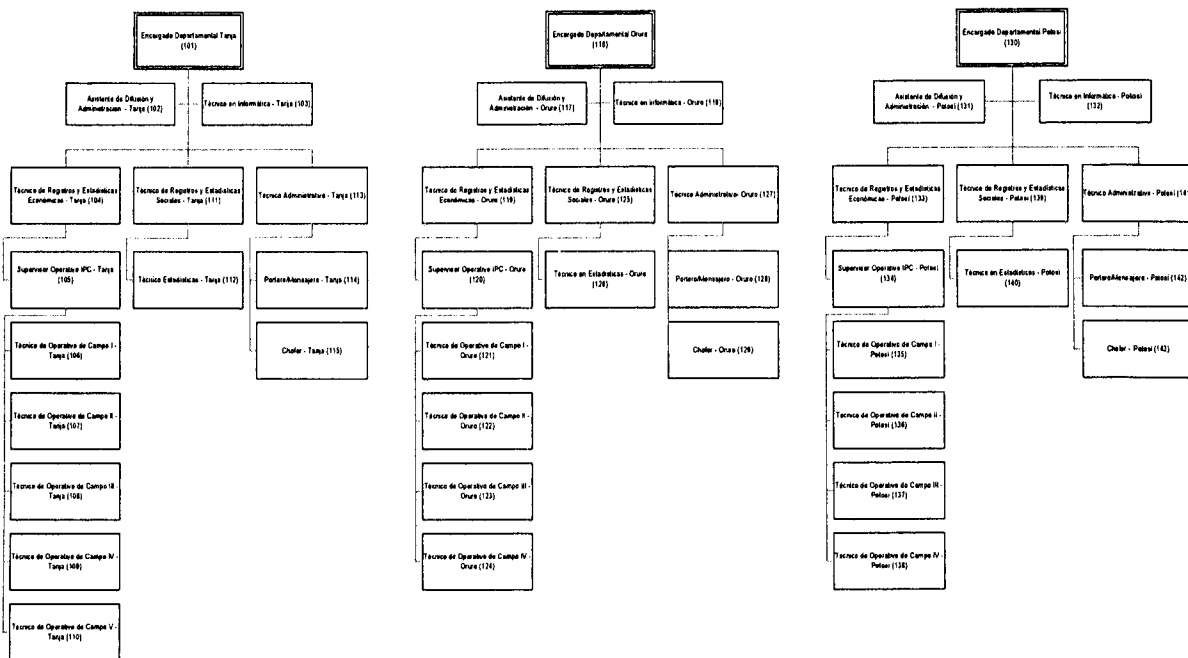 Encargado Departamental Tarija
(101)
Asistente de Difusión y
Administración - Tarija (102)
Técnico en Informática - Tarija (103)
Técnico de Registros y Estadísticas
Económicas - Tarija (104)
Técnico de Registros y Estadísticas
Sociales - Tarija (111)
Técnico Administrativo - Tarija (113)
Supervisor Operativo IPC - Tarija
(105)
Técnico Estadísticas - Tarija (112)
Portero/Mensajero - Tarija (114)
Técnico de Operativo de Campo I -
Tarija (106)
Chofer - Tarija (115)
Técnico de Operativo de Campo II -
Tarija (107)
Técnico de Operativo de Campo III -
Tarija (108)
Técnico de Operativo de Campo IV -
Tarija (109)
Técnico de Operativo de Campo V -
Tarija (110)
Encargado Departamental Oruro
(116)
Asistente de Difusión y
Administración - Oruro (117)
Técnico en Informática - Oruro (118)
Técnico de Registros y Estadísticas
Económicas - Oruro (119)
Técnico de Registros y Estadísticas
Sociales - Oruro (125)
Técnico Administrativo- Oruro (127)
Supervisor Operativo IPC - Oruro
(120)
Técnico en Estadísticas - Oruro
(126)
Portero/Mensajero - Oruro (128)
Técnico de Operativo de Campo I -
Oruro (121)
Chofer - Oruro (129)
Técnico de Operativo de Campo II -
Oruro (122)
Técnico de Operativo de Campo III -
Oruro (123)
Técnico de Operativo de Campo IV -
Oruro (124)
Encargado Departamental Potosí
(130)
Asistente de Difusión y
Administración - Potosí (131)
Técnico en Informática - Potosí
(132)
Técnico de Registros y Estadísticas
Económicas - Potosí (133)
Técnico de Registros y Estadísticas
Sociales - Potosí (139)
Técnico Administrativo - Potosí (141
Supervisor Operativo IPC - Potosí
(134)
Técnico en Estadísticas - Potosí
(140)
Portero/Mensajero - Potosí (142)
Técnico de Operativo de Campo I -
Potosí (135)
Chofer - Potosí (143)
Técnico de Operativo de Campo ii -
Potosí (136)
Técnico de Operativo de Campo III -
Potosí (137)
Técnico de Operativo de Campo IV -
Potosí (138)